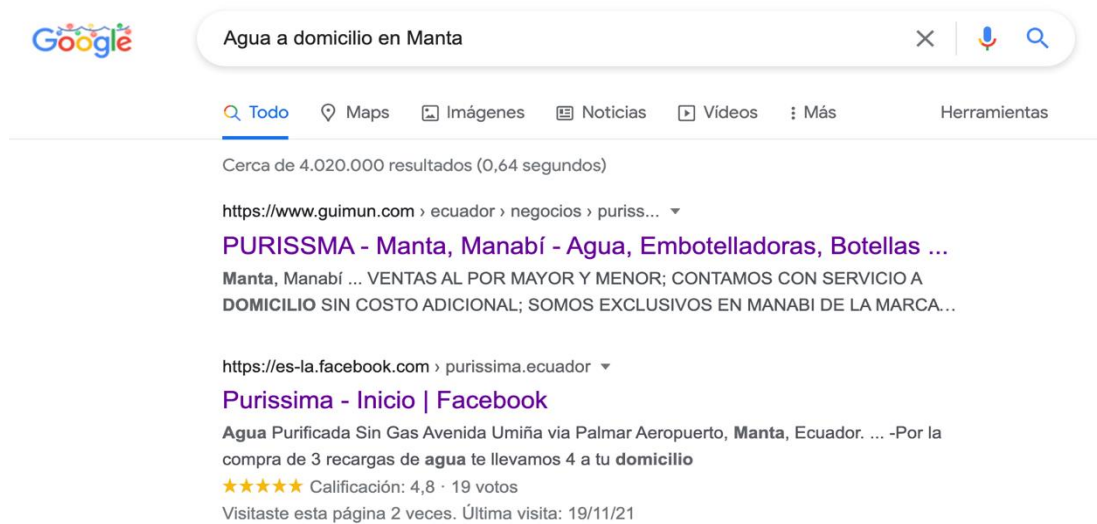 Google
Agua a domicilio en Manta
Todo Maps Imágenes Noticias Vídeos Más Herramientas
Cerca de 4.020.000 resultados (0,64 segundos)
https://www.guimun.com › ecuador › negocios › puriss...
PURISSMA - Manta, Manabí - Agua, Embotelladoras, Botellas ...
Manta, Manabí ... VENTAS AL POR MAYOR Y MENOR; CONTAMOS CON SERVICIO A
DOMICILIO SIN COSTO ADICIONAL; SOMOS EXCLUSIVOS EN MANABI DE LA MARCA...
https://es-la.facebook.com › purissima.ecuador
Purissima - Inicio | Facebook
Agua Purificada Sin Gas Avenida Umiña via Palmar Aeropuerto, Manta, Ecuador. ... -Por la
compra de 3 recargas de agua te llevamos 4 a tu domicilio
Calificación: 4,8 · 19 votos
Visitaste esta página 2 veces. Última visita: 19/11/21